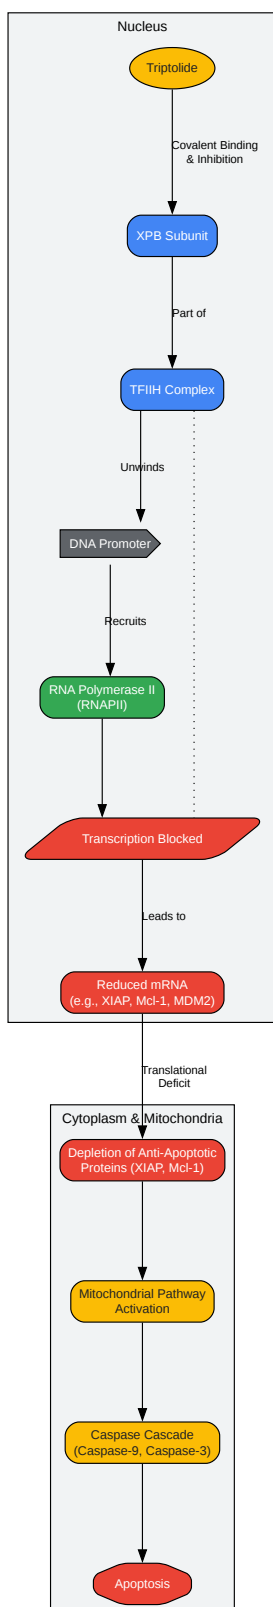 Nucleus
Triptolide
Covalent Binding
& Inhibition
XPB Subunit
Part of
TFIIH Complex
Unwinds
DNA Promoter
Recruits
RNA Polymerase II
(RNAPII)
Transcription Blocked
Leads to
Reduced mRNA
(e.g., XIAP, Mcl-1, MDM2)
Translational
Deficit
Cytoplasm & Mitochondria
Depletion of Anti-Apoptotic
Proteins (XIAP, Mcl-1)
Mitochondrial Pathway
Activation
Caspase Cascade
(Caspase-9, Caspase-3)
Apoptosis